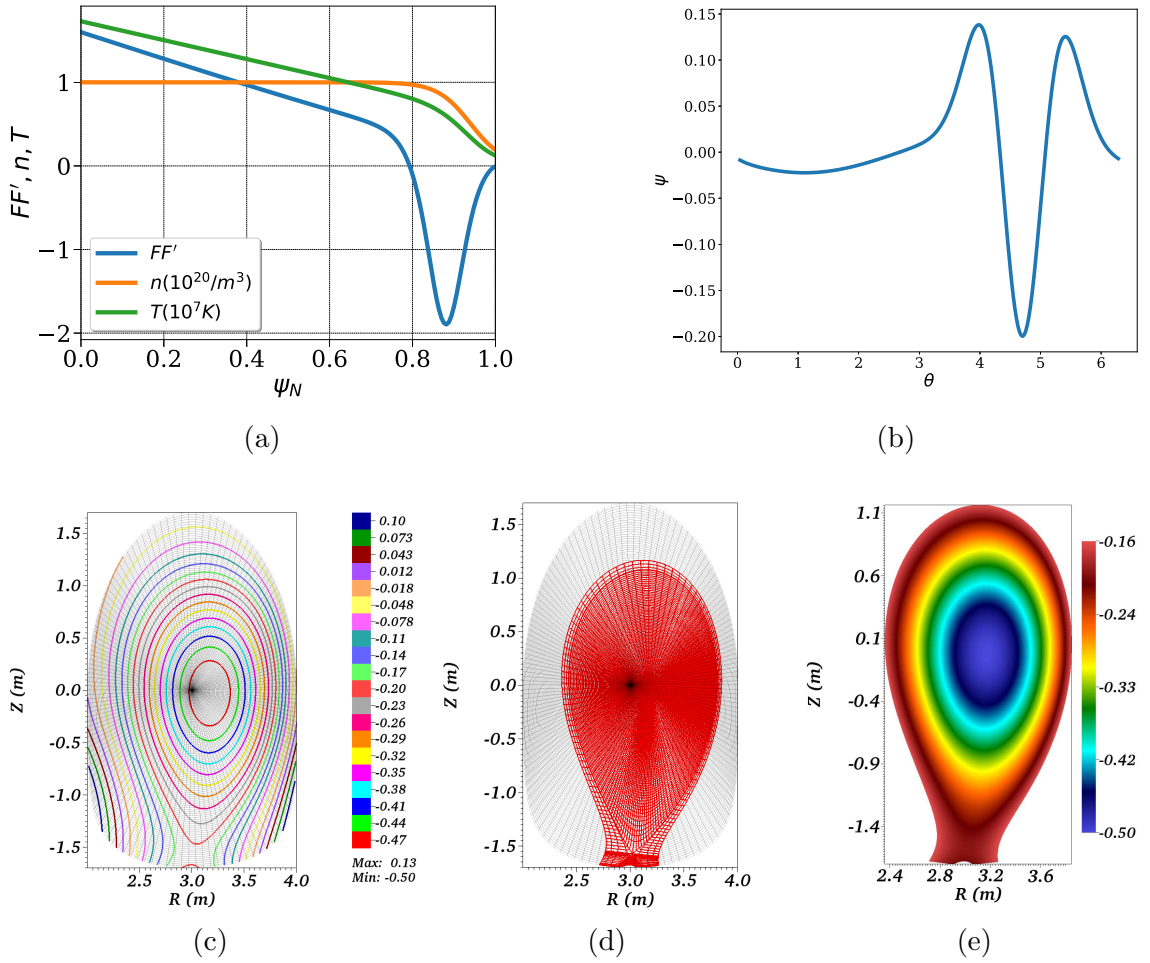 1
0
−1
−2
FF′, n, T
FF′
n(10^20/m^3)
T(10^7K)
0.0 0.2 0.4 0.6 0.8 1.0
ψ_N
(a)
0.15
0.10
0.05
0.00
−0.05
−0.10
−0.15
−0.20
ψ
0 1 2 3 4 5 6
θ
(b)
1.5
1.0
0.5
0.0
-0.5
-1.0
-1.5
Z (m)
2.5 3.0 3.5 4.0
R (m)
0.10
0.073
0.043
0.012
-0.018
-0.048
-0.078
-0.11
-0.14
-0.17
-0.20
-0.23
-0.26
-0.29
-0.32
-0.35
-0.38
-0.41
-0.44
-0.47
Max: 0.13
Min: -0.50
(c)
1.5
1.0
0.5
0.0
-0.5
-1.0
-1.5
Z (m)
2.5 3.0 3.5 4.0
R (m)
(d)
1.1
0.6
0.1
-0.4
-0.9
-1.4
Z (m)
2.4 2.8 3.2 3.6
R (m)
-0.16
-0.24
-0.33
-0.42
-0.50
(e)